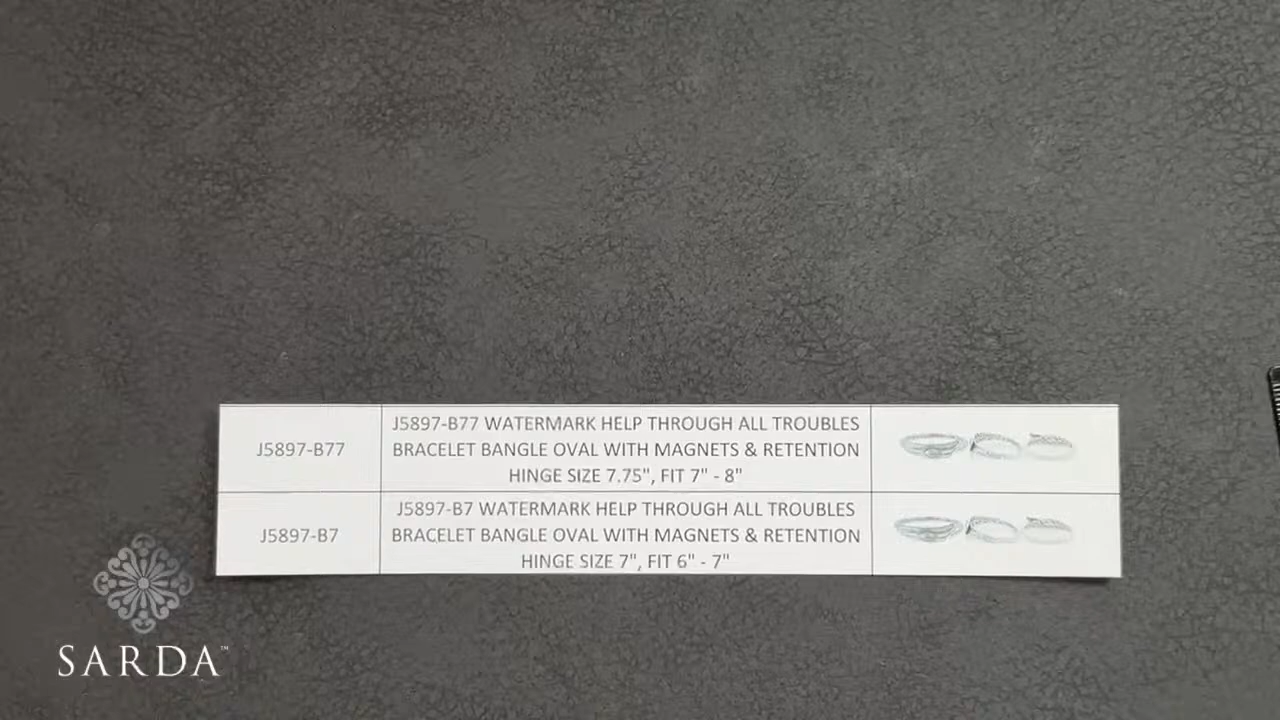 J5897-B77
J5897-B77 WATERMARK HELP THROUGH ALL TROUBLES
BRACELET BANGLE OVAL WITH MAGNETS & RETENTION
HINGE SIZE 7.75", FIT 7" - 8"
J5897-B7
J5897-B7 WATERMARK HELP THROUGH ALL TROUBLES
BRACELET BANGLE OVAL WITH MAGNETS & RETENTION
HINGE SIZE 7", FIT 6" - 7"
SARDA™